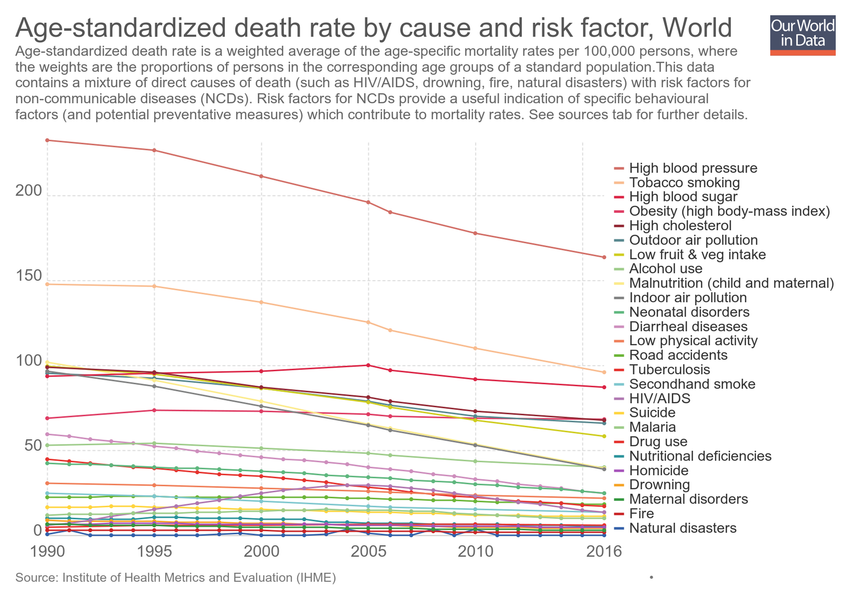 Age-standardized death rate by cause and risk factor, World
Our World
in Data
Age-standardized death rate is a weighted average of the age-specific mortality rates per 100,000 persons, where
the weights are the proportions of persons in the corresponding age groups of a standard population.This data
contains a mixture of direct causes of death (such as HIV/AIDS, drowning, fire, natural disasters) with risk factors for
non-communicable diseases (NCDs). Risk factors for NCDs provide a useful indication of specific behavioural
factors (and potential preventative measures) which contribute to mortality rates. See sources tab for further details.
200
150
100
50
0
1990
1995
2000
2005
2010
2016
High blood pressure
Tobacco smoking
High blood sugar
Obesity (high body-mass index)
High cholesterol
Outdoor air pollution
Low fruit & veg intake
Alcohol use
Malnutrition (child and maternal)
Indoor air pollution
Neonatal disorders
Diarrheal diseases
Low physical activity
Road accidents
Tuberculosis
Secondhand smoke
HIV/AIDS
Suicide
Malaria
Drug use
Nutritional deficiencies
Homicide
Drowning
Maternal disorders
Fire
Natural disasters
Source: Institute of Health Metrics and Evaluation (IHME)
•